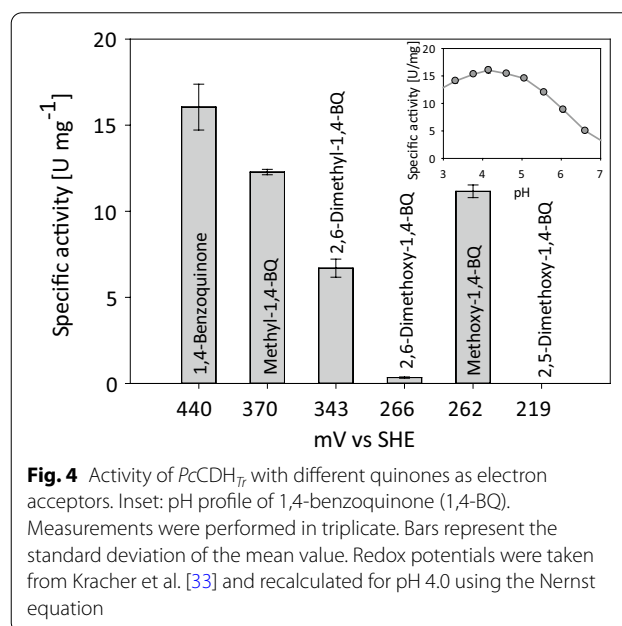 20
15
10
5
0
Specific activity [U mg⁻¹]
1,4-Benzoquinone
Methyl-1,4-BQ
2,6-Dimethyl-1,4-BQ
2,6-Dimethoxy-1,4-BQ
Methoxy-1,4-BQ
2,5-Dimethoxy-1,4-BQ
Specific activity [U/mg]
20
15
10
5
0
3 4 5 6 7
pH
440 370 343 266 262 219
mV vs SHE
Fig. 4 Activity of PcCDH_Tr with different quinones as electron
acceptors. Inset: pH profile of 1,4-benzoquinone (1,4-BQ).
Measurements were performed in triplicate. Bars represent the
standard deviation of the mean value. Redox potentials were taken
from Kracher et al. [33] and recalculated for pH 4.0 using the Nernst
equation